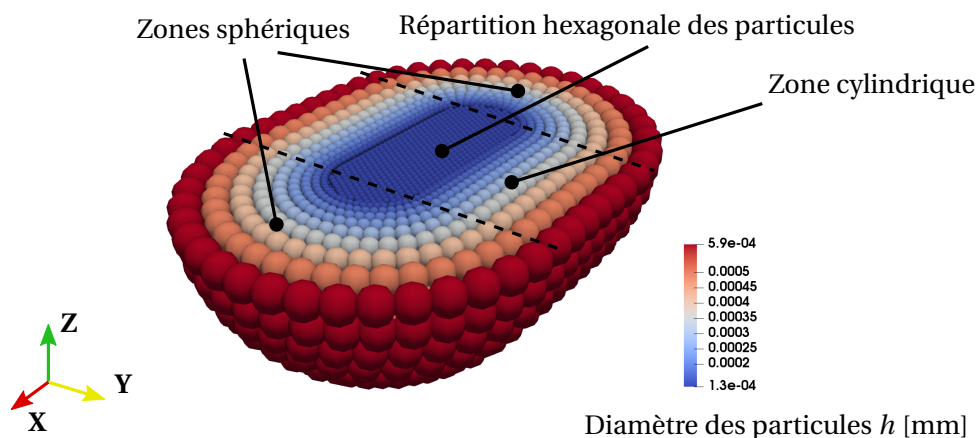 Répartition hexagonale des particules
Zones sphériques
Zone cylindrique
5.9e-04
0.0005
0.00045
0.0004
0.00035
0.0003
0.00025
0.0002
1.3e-04
Z
Y
X
Diamètre des particules h [mm]